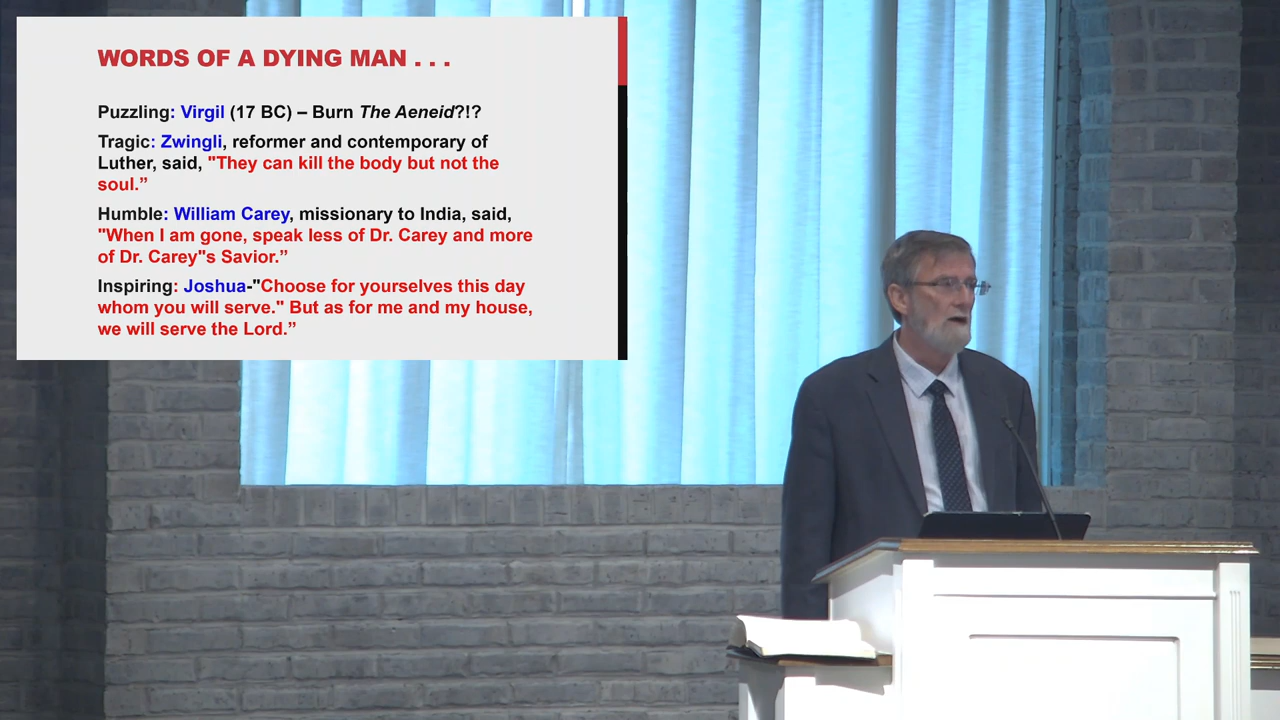 WORDS OF A DYING MAN . . .
Puzzling: Virgil (17 BC) – Burn The Aeneid?!?
Tragic: Zwingli, reformer and contemporary of
Luther, said, "They can kill the body but not the
soul.”
Humble: William Carey, missionary to India, said,
"When I am gone, speak less of Dr. Carey and more
of Dr. Carey"s Savior.”
Inspiring: Joshua-"Choose for yourselves this day
whom you will serve." But as for me and my house,
we will serve the Lord.”